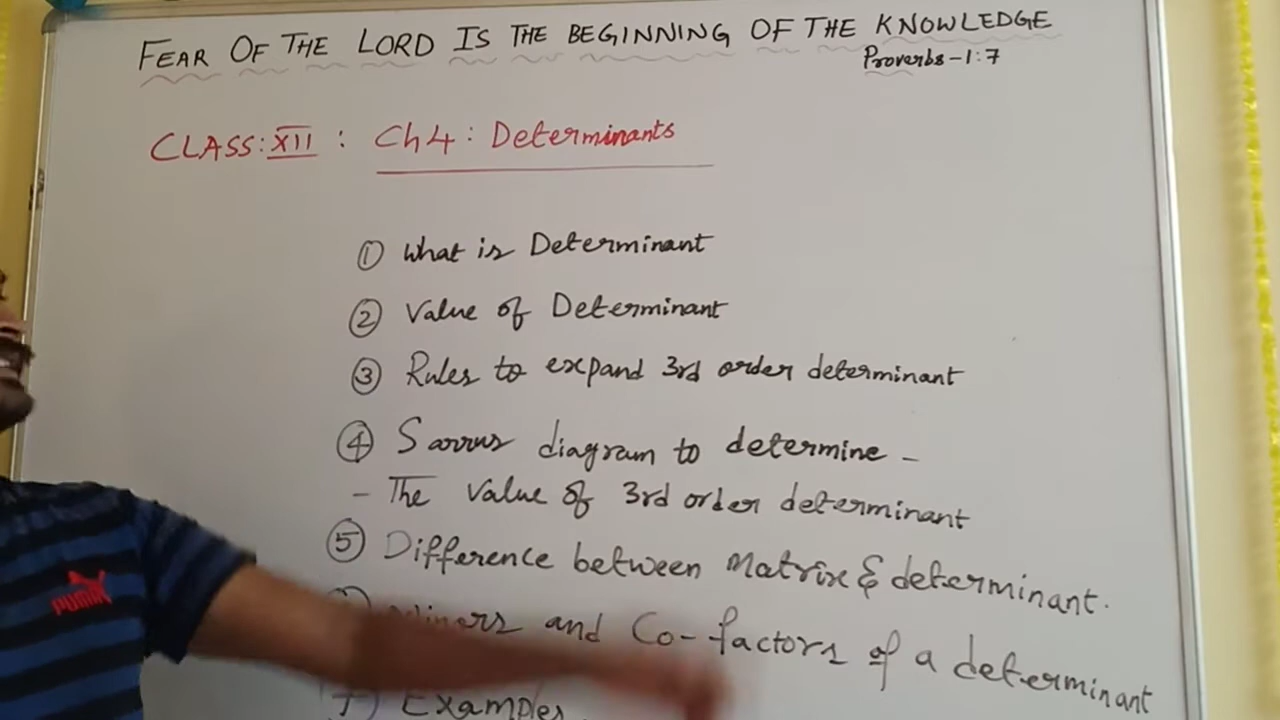 FEAR OF THE LORD IS THE BEGINNING OF THE KNOWLEDGE
Proverbs-1:7
CLASS:XII : Ch4: Determinants
① What is Determinant
② Value of Determinant
③ Rules to expand 3rd order determinant
④ Sarrus diagram to determine -
- The Value of 3rd order determinant
⑤ Difference between Matrix & determinant.
Minors and Co-factors of a determinant
7 Examples.
PUMA